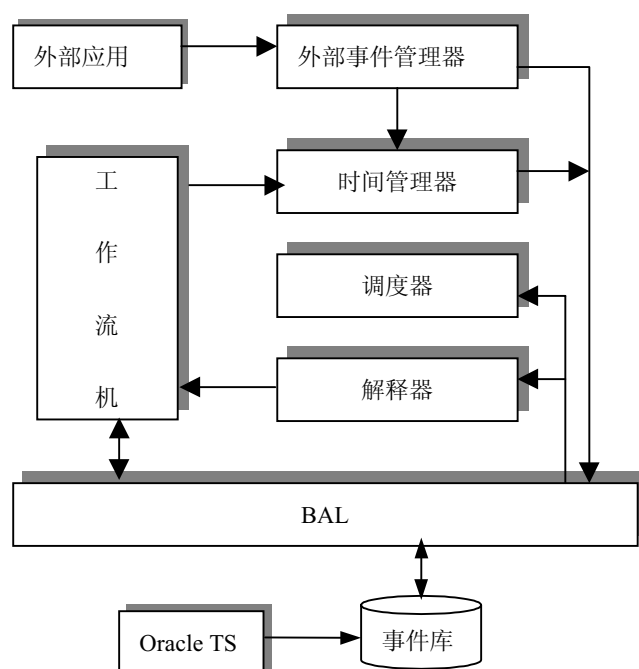 外部应用
外部事件管理器
工
作
流
机
时间管理器
调度器
解释器
BAL
Oracle TS
事件库